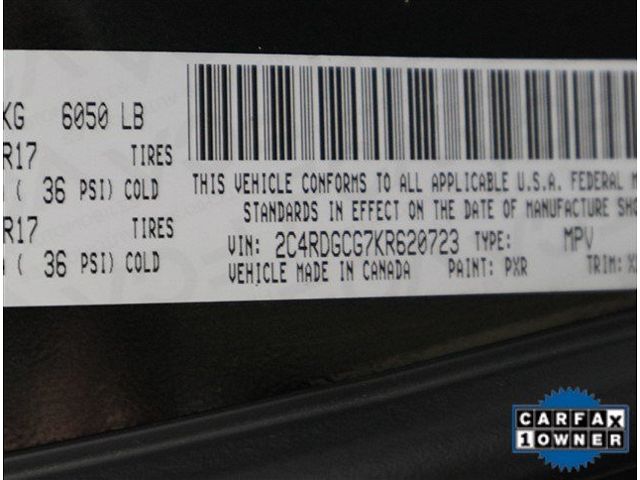 KG 6050 LB
R17 TIRES
( 36 PSI) COLD
R17 TIRES
( 36 PSI) COLD
THIS VEHICLE CONFORMS TO ALL APPLICABLE U.S.A. FEDERAL M
STANDARDS IN EFFECT ON THE DATE OF MANUFACTURE SHO
VIN: 2C4RDGCG7KR620723 TYPE: MPV
VEHICLE MADE IN CANADA PAINT: PXR TRIM: X
CARFAX
1 OWNER